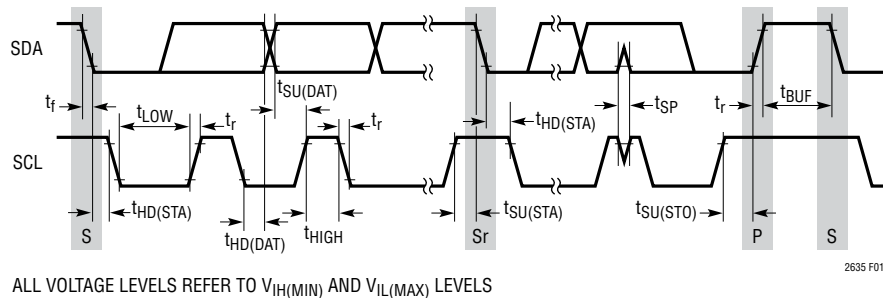 SDA
tf
tLOW
tr
tSU(DAT)
tr
tHD(STA)
tSP
tr
tBUF
SCL
tHD(STA)
tHD(DAT)
tHIGH
tSU(STA)
tSU(STO)
S
Sr
P
S
2635 F01
ALL VOLTAGE LEVELS REFER TO VIH(MIN) AND VIL(MAX) LEVELS